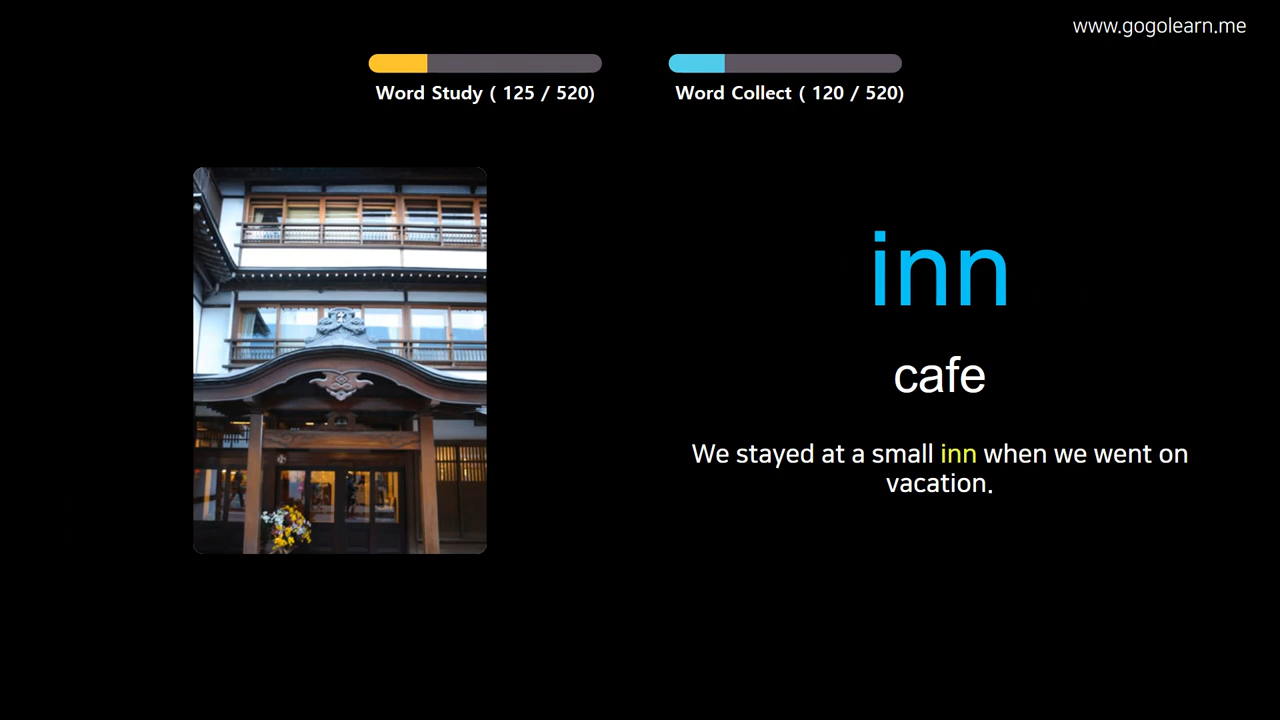 www.gogolearn.me
Word Study ( 125 / 520)
Word Collect ( 120 / 520)
inn
cafe
We stayed at a small inn when we went on
vacation.